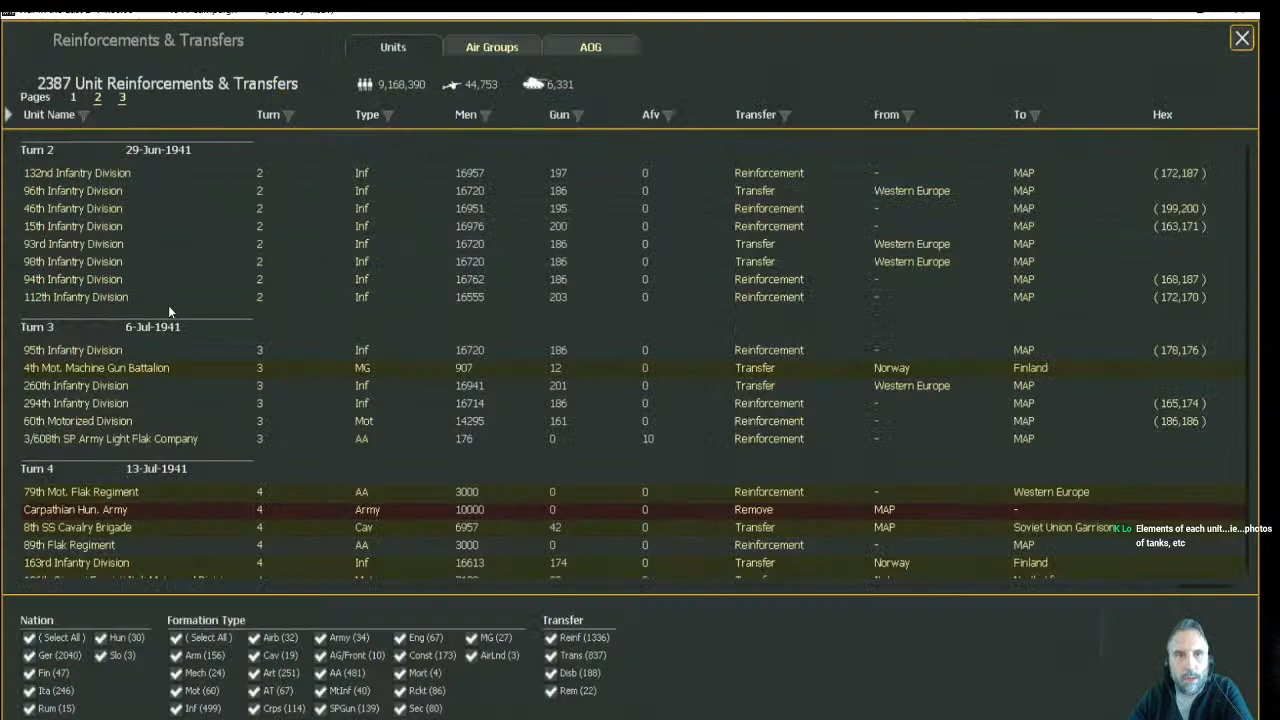 Reinforcements & Transfers
Units Air Groups AOG
2387 Unit Reinforcements & Transfers 9,168,390 44,753 6,331
Pages 1 2 3
Unit Name Turn Type Men Gun Afv Transfer From To Hex
Turn 2 29-Jun-1941
132nd Infantry Division 2 Inf 16957 197 0 Reinforcement - MAP ( 172,187 )
96th Infantry Division 2 Inf 16720 186 0 Transfer Western Europe MAP
46th Infantry Division 2 Inf 16951 195 0 Reinforcement - MAP ( 199,200 )
15th Infantry Division 2 Inf 16976 200 0 Reinforcement - MAP ( 163,171 )
93rd Infantry Division 2 Inf 16720 186 0 Transfer Western Europe MAP
98th Infantry Division 2 Inf 16720 186 0 Transfer Western Europe MAP
94th Infantry Division 2 Inf 16762 186 0 Reinforcement - MAP ( 168,187 )
112th Infantry Division 2 Inf 16555 203 0 Reinforcement - MAP ( 172,170 )
Turn 3 6-Jul-1941
95th Infantry Division 3 Inf 16720 186 0 Reinforcement - MAP ( 178,176 )
4th Mot. Machine Gun Battalion 3 MG 907 12 0 Transfer Norway Finland
260th Infantry Division 3 Inf 16941 201 0 Transfer Western Europe MAP
294th Infantry Division 3 Inf 16714 186 0 Reinforcement - MAP ( 165,174 )
60th Motorized Division 3 Mot 14295 161 0 Reinforcement - MAP ( 186,186 )
3/608th SP Army Light Flak Company 3 AA 176 0 10 Reinforcement - MAP
Turn 4 13-Jul-1941
79th Mot. Flak Regiment 4 AA 3000 0 0 Reinforcement - Western Europe
Carpathian Hun. Army 4 Army 10000 0 0 Remove MAP -
8th SS Cavalry Brigade 4 Cav 6957 42 0 Transfer MAP Soviet Union Garrison
K Lo Elements of each unit...ie...photos
of tanks, etc
89th Flak Regiment 4 AA 3000 0 0 Reinforcement - MAP
163rd Infantry Division 4 Inf 16613 174 0 Transfer Norway Finland
Nation Formation Type Transfer
( Select All ) Hun (30) ( Select All ) Airb (32) Army (34) Eng (67) MG (27) Reinf (1336)
Ger (2040) Slo (3) Arm (156) Cav (19) AG/Front (10) Const (173) AirLnd (3) Trans (837)
Fin (47) Mech (24) Art (251) AA (481) Mort (4) Disb (188)
Ita (246) Mot (60) AT (67) MtInf (40) Rckt (86) Rem (22)
Rum (15) Inf (499) Crps (114) SPGun (139) Sec (80)